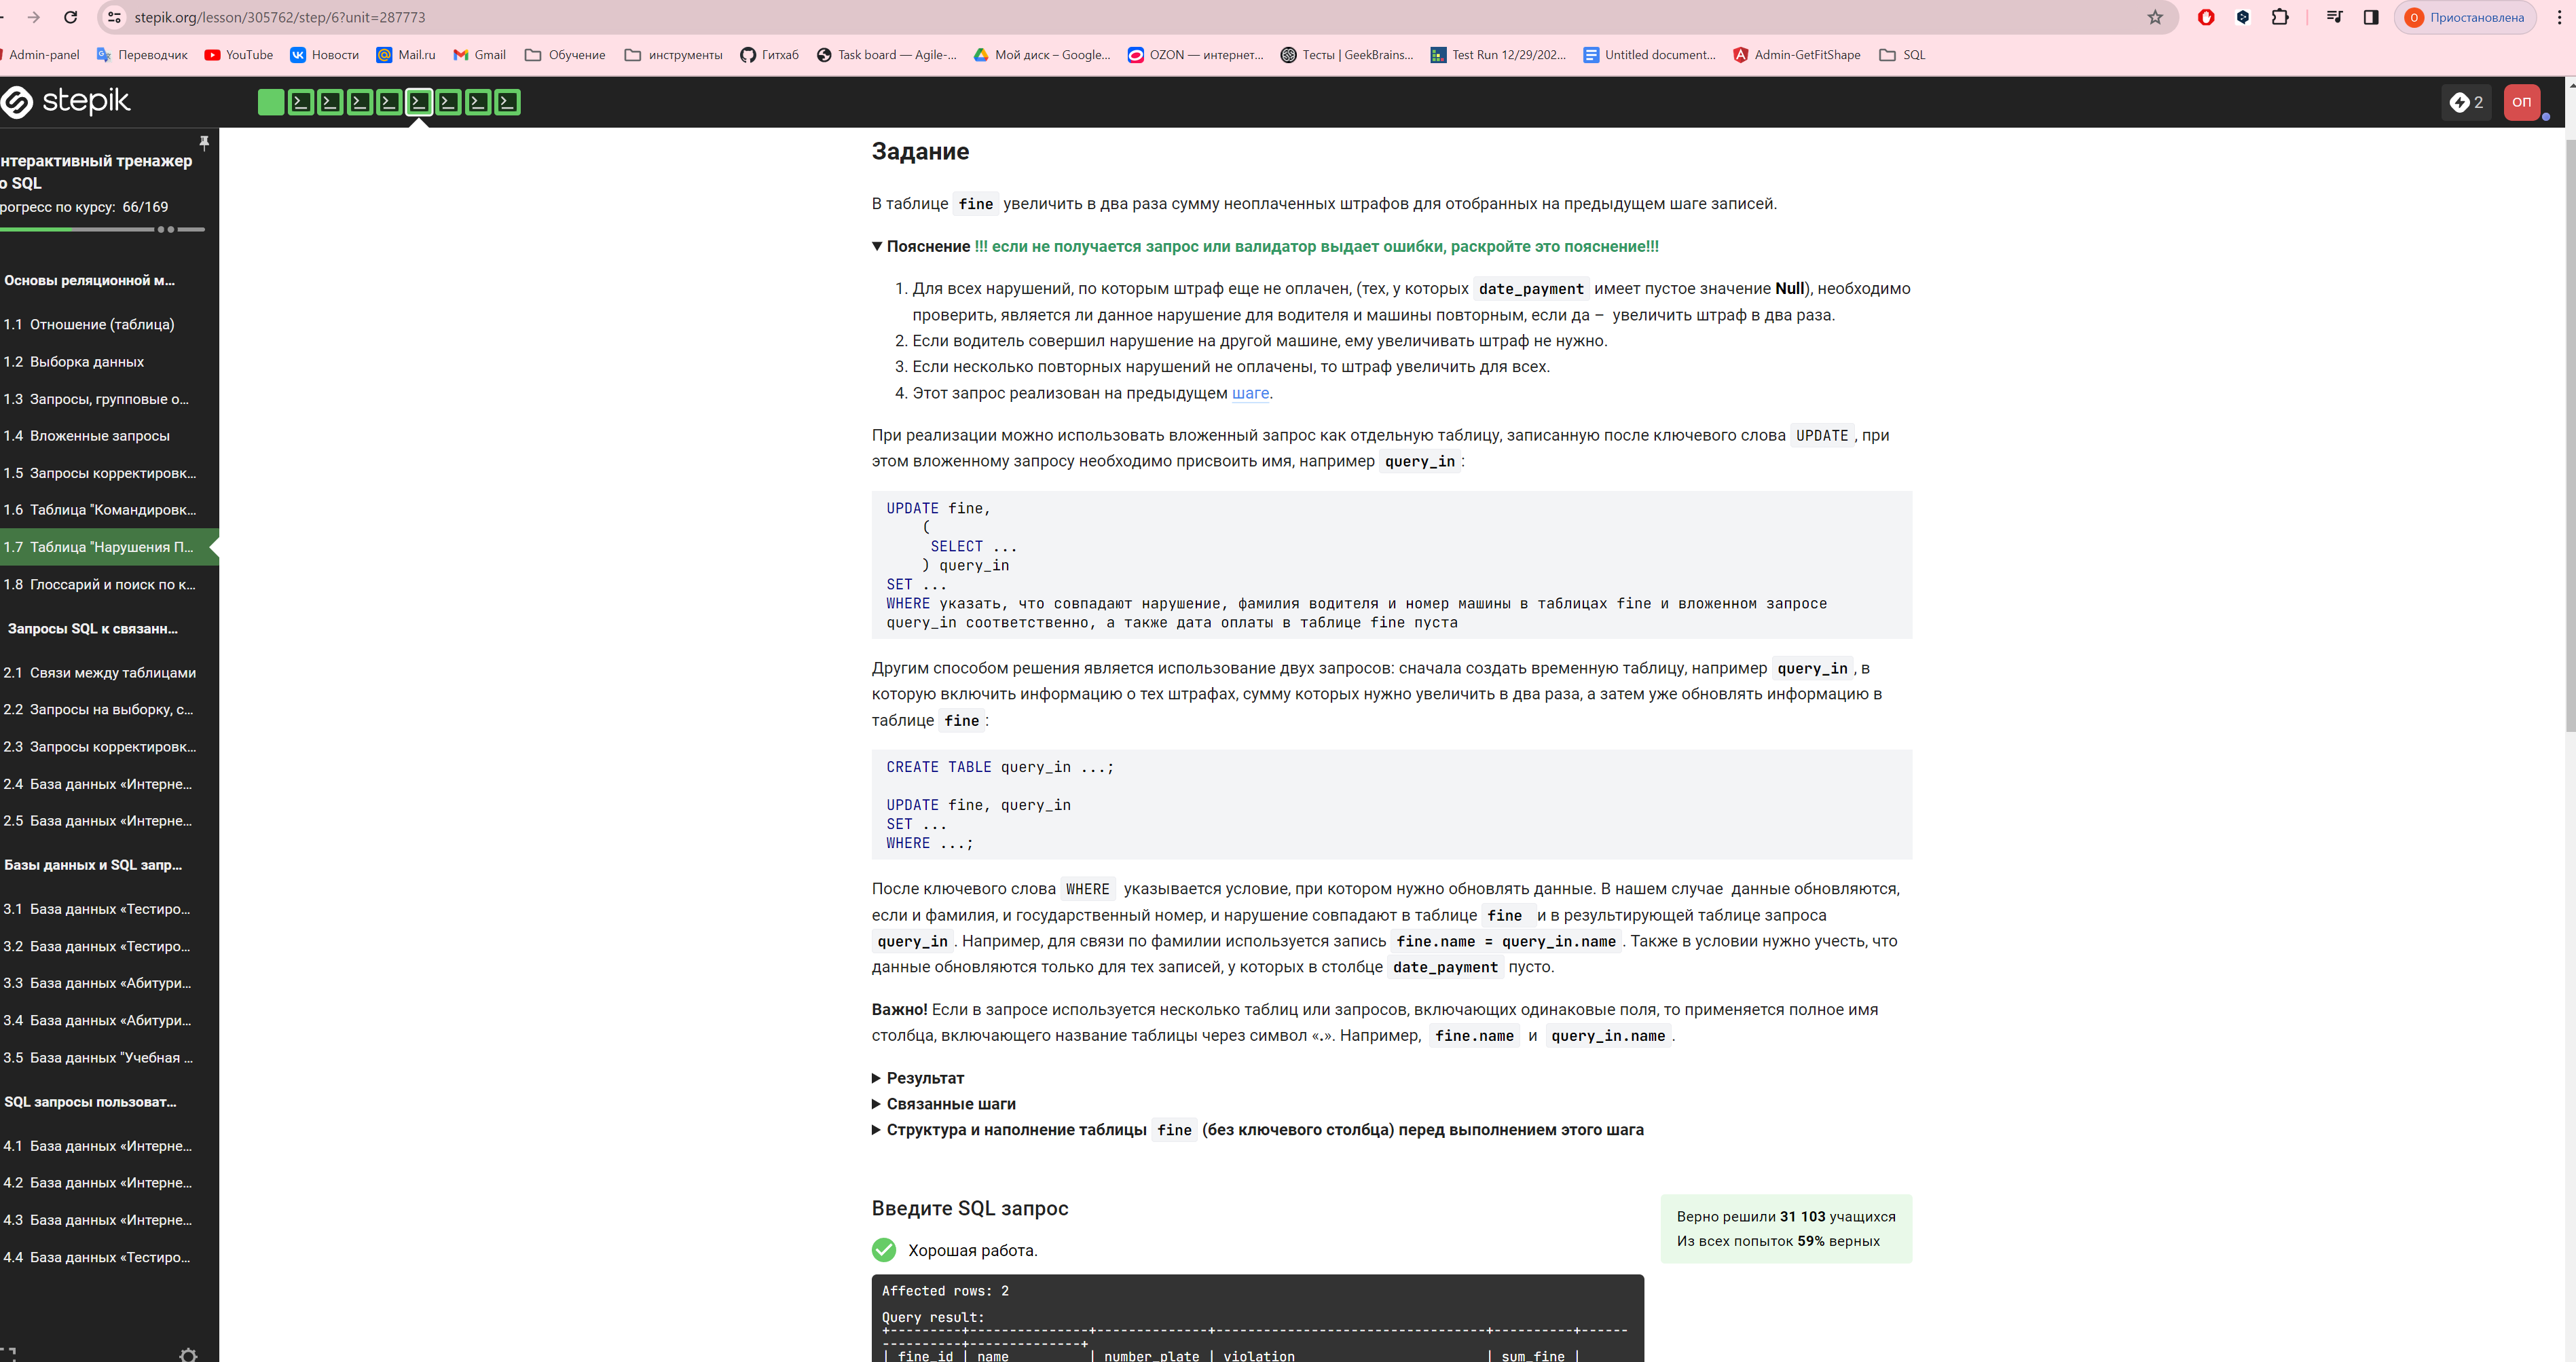 stepik.org/lesson/305762/step/6?unit=287773
Приостановлена
Admin-panel
Переводчик
YouTube
Новости
Mail.ru
Gmail
Обучение
инструменты
Гитхаб
Task board — Agile-...
Мой диск – Google...
OZON — интернет...
Тесты | GeekBrains...
Test Run 12/29/202...
Untitled document...
Admin-GetFitShape
SQL
stepik
2
ОП
нтерактивный тренажер
о SQL
рогресс по курсу: 66/169
Основы реляционной м...
1.1 Отношение (таблица)
1.2 Выборка данных
1.3 Запросы, групповые о...
1.4 Вложенные запросы
1.5 Запросы корректировк...
1.6 Таблица "Командировк...
1.7 Таблица "Нарушения П...
1.8 Глоссарий и поиск по к...
Запросы SQL к связанн...
2.1 Связи между таблицами
2.2 Запросы на выборку, с...
2.3 Запросы корректировк...
2.4 База данных «Интерне...
2.5 База данных «Интерне...
Базы данных и SQL запр...
3.1 База данных «Тестиро...
3.2 База данных «Тестиро...
3.3 База данных «Абитури...
3.4 База данных «Абитури...
3.5 База данных "Учебная ...
SQL запросы пользоват...
4.1 База данных «Интерне...
4.2 База данных «Интерне...
4.3 База данных «Интерне...
4.4 База данных «Тестиро...
Задание
В таблице fine увеличить в два раза сумму неоплаченных штрафов для отобранных на предыдущем шаге записей.
▼ Пояснение !!! если не получается запрос или валидатор выдает ошибки, раскройте это пояснение!!!
1. Для всех нарушений, по которым штраф еще не оплачен, (тех, у которых date_payment имеет пустое значение Null), необходимо
проверить, является ли данное нарушение для водителя и машины повторным, если да – увеличить штраф в два раза.
2. Если водитель совершил нарушение на другой машине, ему увеличивать штраф не нужно.
3. Если несколько повторных нарушений не оплачены, то штраф увеличить для всех.
4. Этот запрос реализован на предыдущем шаге.
При реализации можно использовать вложенный запрос как отдельную таблицу, записанную после ключевого слова UPDATE, при
этом вложенному запросу необходимо присвоить имя, например query_in:
UPDATE fine,
(
SELECT ...
) query_in
SET ...
WHERE указать, что совпадают нарушение, фамилия водителя и номер машины в таблицах fine и вложенном запросе
query_in соответственно, а также дата оплаты в таблице fine пуста
Другим способом решения является использование двух запросов: сначала создать временную таблицу, например query_in, в
которую включить информацию о тех штрафах, сумму которых нужно увеличить в два раза, а затем уже обновлять информацию в
таблице fine:
CREATE TABLE query_in ...;
UPDATE fine, query_in
SET ...
WHERE ...;
После ключевого слова WHERE указывается условие, при котором нужно обновлять данные. В нашем случае данные обновляются,
если и фамилия, и государственный номер, и нарушение совпадают в таблице fine и в результирующей таблице запроса
query_in. Например, для связи по фамилии используется запись fine.name = query_in.name. Также в условии нужно учесть, что
данные обновляются только для тех записей, у которых в столбце date_payment пусто.
Важно! Если в запросе используется несколько таблиц или запросов, включающих одинаковые поля, то применяется полное имя
столбца, включающего название таблицы через символ «.». Например, fine.name и query_in.name.
▶ Результат
▶ Связанные шаги
▶ Структура и наполнение таблицы fine (без ключевого столбца) перед выполнением этого шага
Введите SQL запрос
Верно решили 31 103 учащихся
Из всех попыток 59% верных
Хорошая работа.
Affected rows: 2
Query result:
+---------+---------------+--------------+-------------------------------+----------+------
----------+--------------+
| fine_id | name | number_plate | violation | sum_fine |